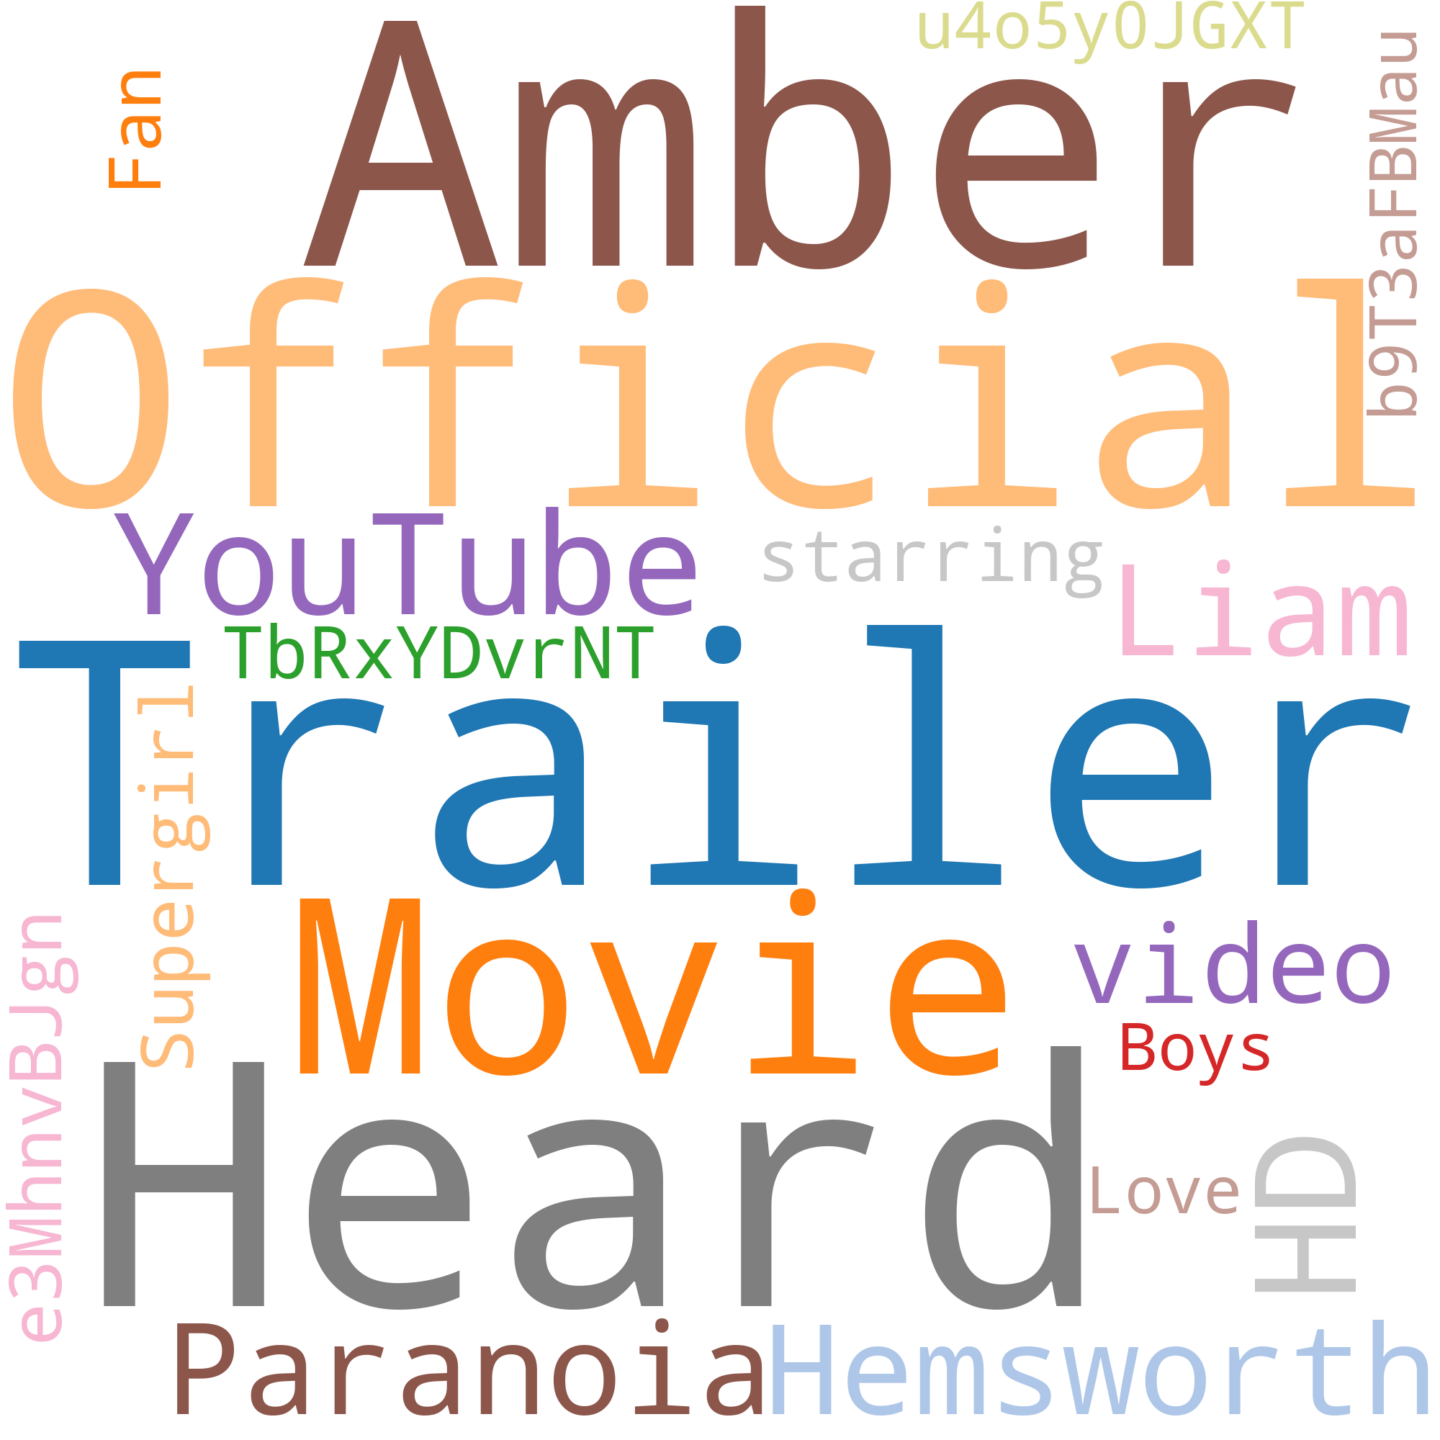 u4o5y0JGXT
Fan
Amber
b9T3aFBMau
Official
YouTube
starring
Liam
TbRxYDvrNT
Trailer
Supergirl
Movie
video
e3MhnvBJgn
Boys
Heard
Love
HD
Paranoia
Hemsworth